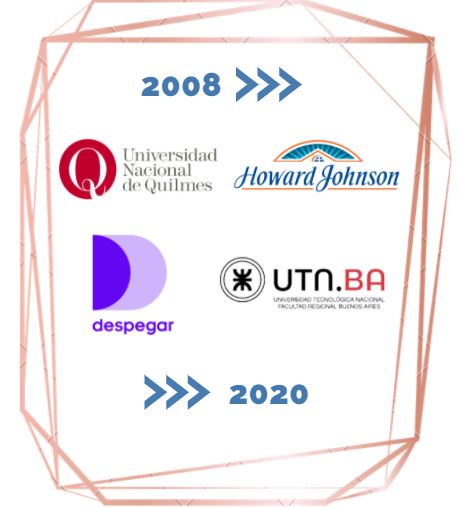 2008 >>>
Universidad
Nacional
de Quilmes
Howard Johnson
despegar
UTN.BA
UNIVERSIDAD TECNOLÓGICA NACIONAL
FACULTAD REGIONAL BUENOS AIRES
>>> 2020